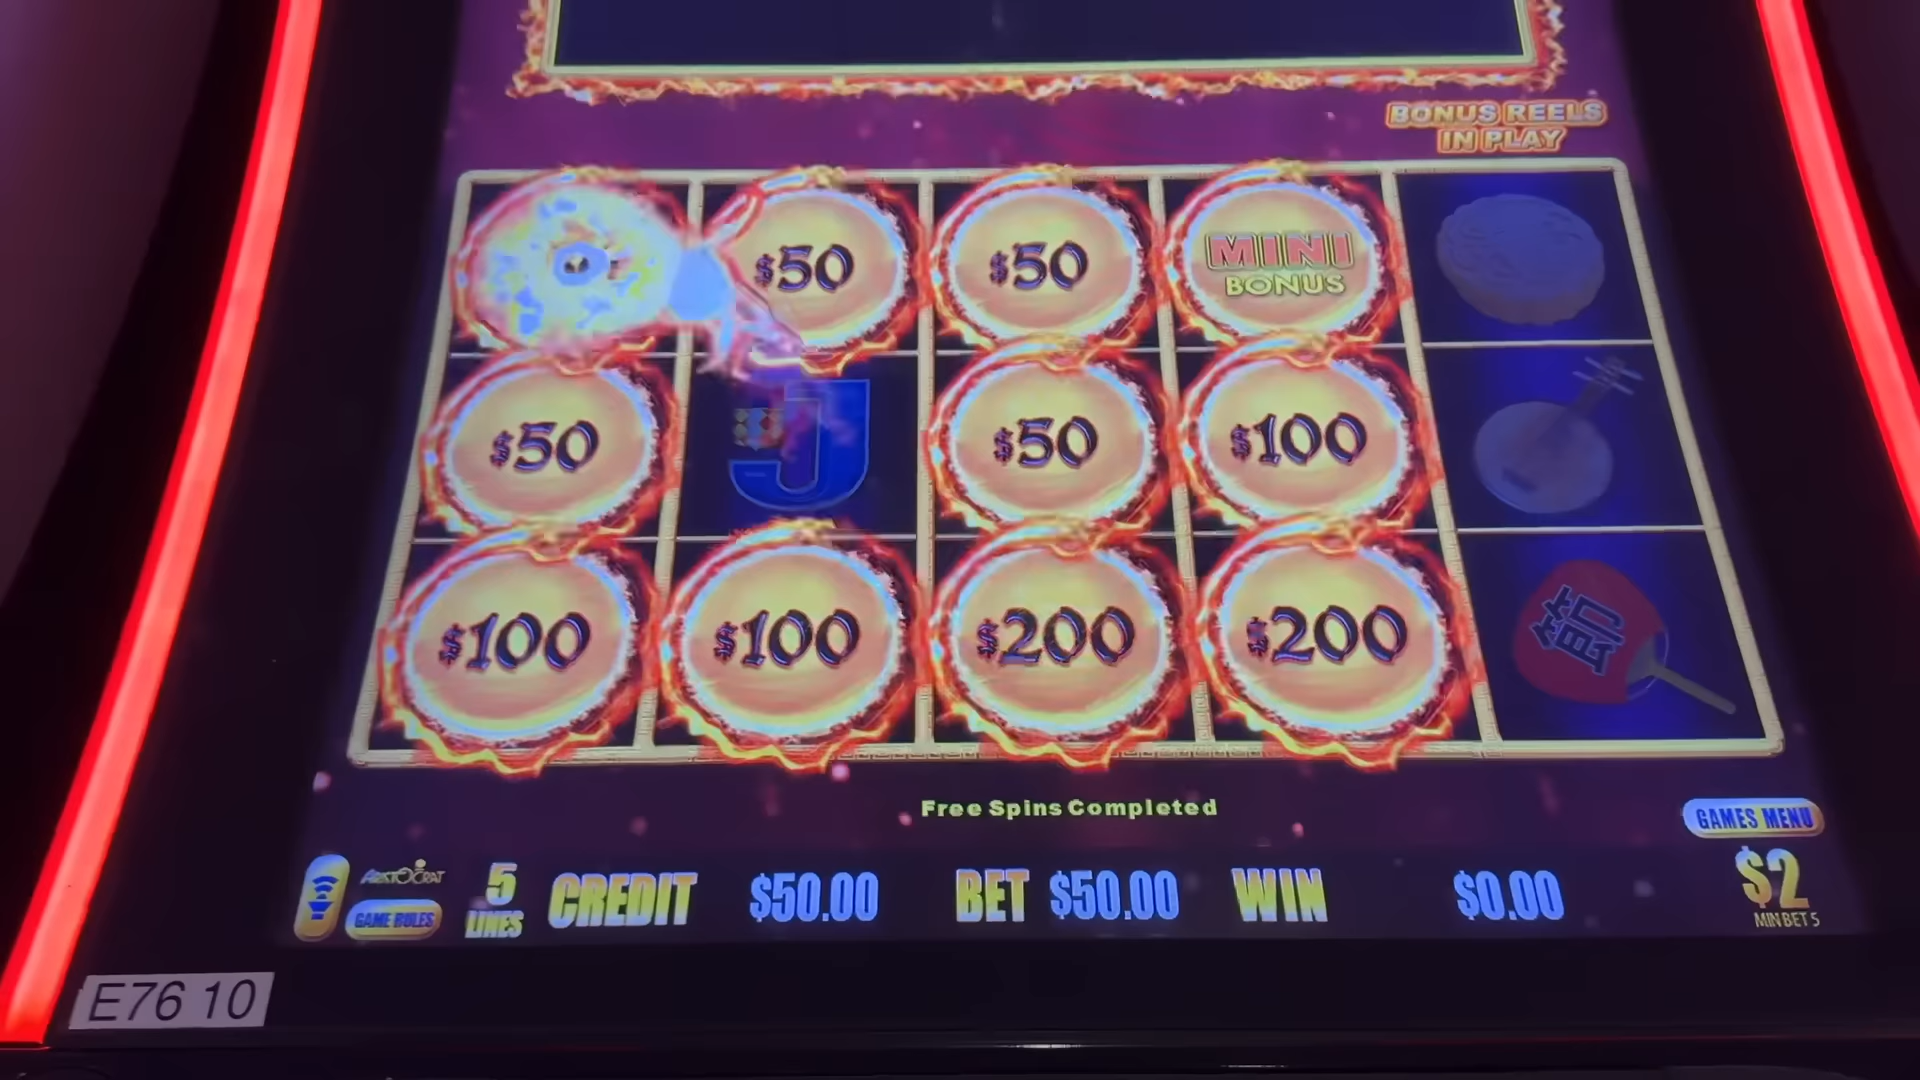 BONUS REELS
IN PLAY
$50
$50
MINI
BONUS
$50
J
$50
$100
$100
$100
$200
$200
節
Free Spins Completed
GAMES MENU
ARISTOCRAT
GAME RULES
5
LINES
CREDIT $50.00 BET $50.00 WIN $0.00
$2
MIN BET 5
E76 10